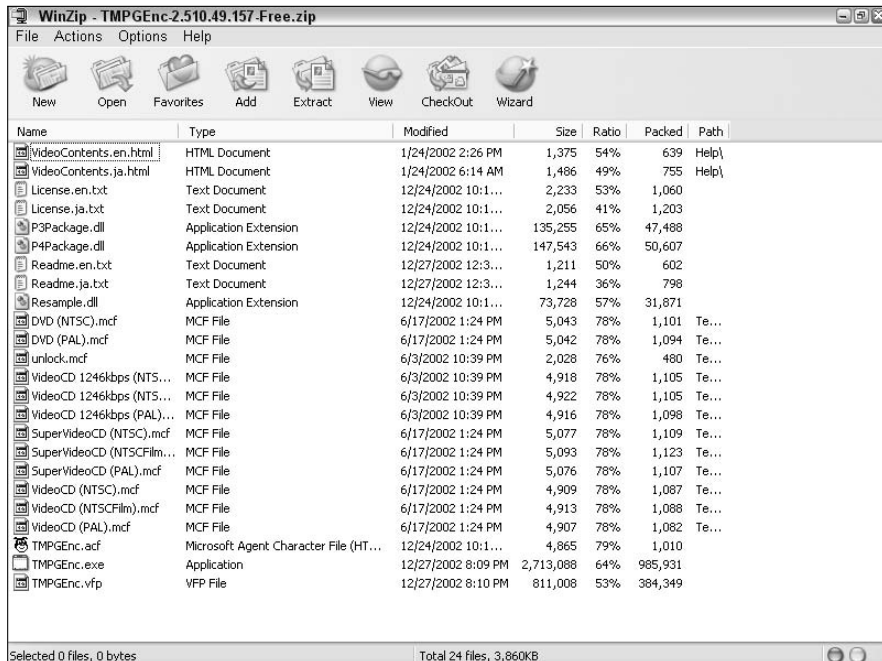 WinZip - TMPGEnc-2.510.49.157-Free.zip
File Actions Options Help
New Open Favorites Add Extract View CheckOut Wizard
Name Type Modified Size Ratio Packed Path
VideoContents.en.html HTML Document 1/24/2002 2:26 PM 1,375 54% 639 Help\
VideoContents.ja.html HTML Document 1/24/2002 6:14 AM 1,486 49% 755 Help\
License.en.txt Text Document 12/24/2002 10:1... 2,233 53% 1,060
License.ja.txt Text Document 12/24/2002 10:1... 2,056 41% 1,203
P3Package.dll Application Extension 12/24/2002 10:1... 135,255 65% 47,488
P4Package.dll Application Extension 12/24/2002 10:1... 147,543 66% 50,607
Readme.en.txt Text Document 12/27/2002 12:3... 1,211 50% 602
Readme.ja.txt Text Document 12/27/2002 12:3... 1,244 36% 798
Resample.dll Application Extension 12/24/2002 10:1... 73,728 57% 31,871
DVD (NTSC).mcf MCF File 6/17/2002 1:24 PM 5,043 78% 1,101 Te...
DVD (PAL).mcf MCF File 6/17/2002 1:24 PM 5,042 78% 1,094 Te...
unlock.mcf MCF File 6/3/2002 10:39 PM 2,028 76% 480 Te...
VideoCD 1246kbps (NTS... MCF File 6/3/2002 10:39 PM 4,918 78% 1,105 Te...
VideoCD 1246kbps (NTS... MCF File 6/3/2002 10:39 PM 4,922 78% 1,105 Te...
VideoCD 1246kbps (PAL)... MCF File 6/3/2002 10:39 PM 4,916 78% 1,098 Te...
SuperVideoCD (NTSC).mcf MCF File 6/17/2002 1:24 PM 5,077 78% 1,109 Te...
SuperVideoCD (NTSCFilm... MCF File 6/17/2002 1:24 PM 5,093 78% 1,123 Te...
SuperVideoCD (PAL).mcf MCF File 6/17/2002 1:24 PM 5,076 78% 1,107 Te...
VideoCD (NTSC).mcf MCF File 6/17/2002 1:24 PM 4,909 78% 1,087 Te...
VideoCD (NTSCFilm).mcf MCF File 6/17/2002 1:24 PM 4,913 78% 1,088 Te...
VideoCD (PAL).mcf MCF File 6/17/2002 1:24 PM 4,907 78% 1,082 Te...
TMPGEnc.acf Microsoft Agent Character File (HT... 12/24/2002 10:1... 4,865 79% 1,010
TMPGEnc.exe Application 12/27/2002 8:09 PM 2,713,088 64% 985,931
TMPGEnc.vfp VFP File 12/27/2002 8:10 PM 811,008 53% 384,349
Selected 0 files, 0 bytes Total 24 files, 3,860KB